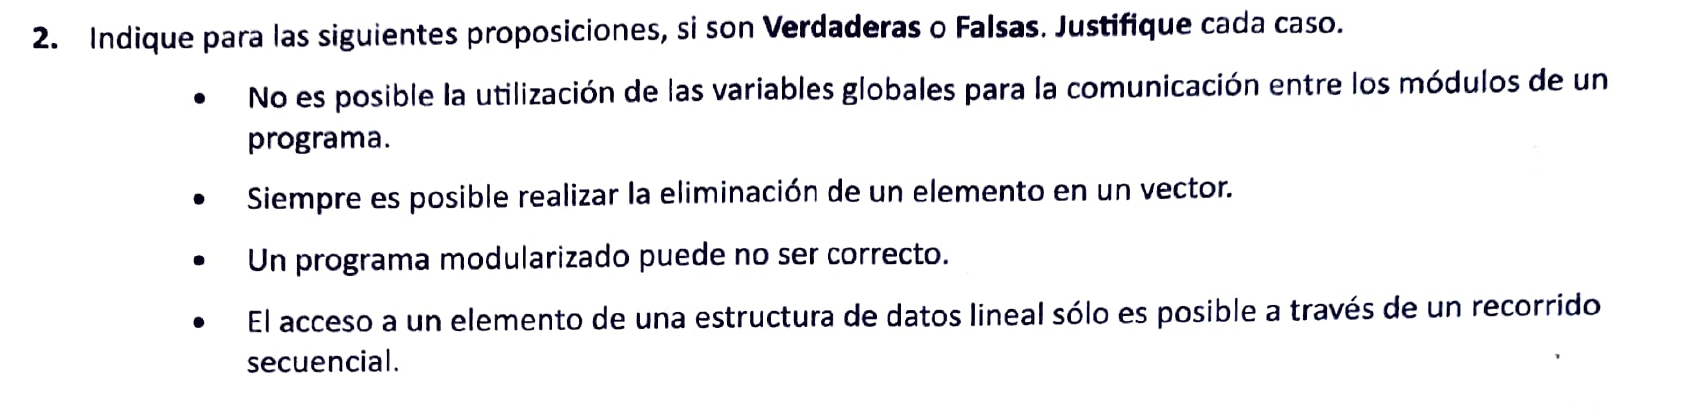 2. Indique para las siguientes proposiciones, si son Verdaderas o Falsas. Justifique cada caso.
• No es posible la utilización de las variables globales para la comunicación entre los módulos de un
programa.
• Siempre es posible realizar la eliminación de un elemento en un vector.
• Un programa modularizado puede no ser correcto.
• El acceso a un elemento de una estructura de datos lineal sólo es posible a través de un recorrido
secuencial.